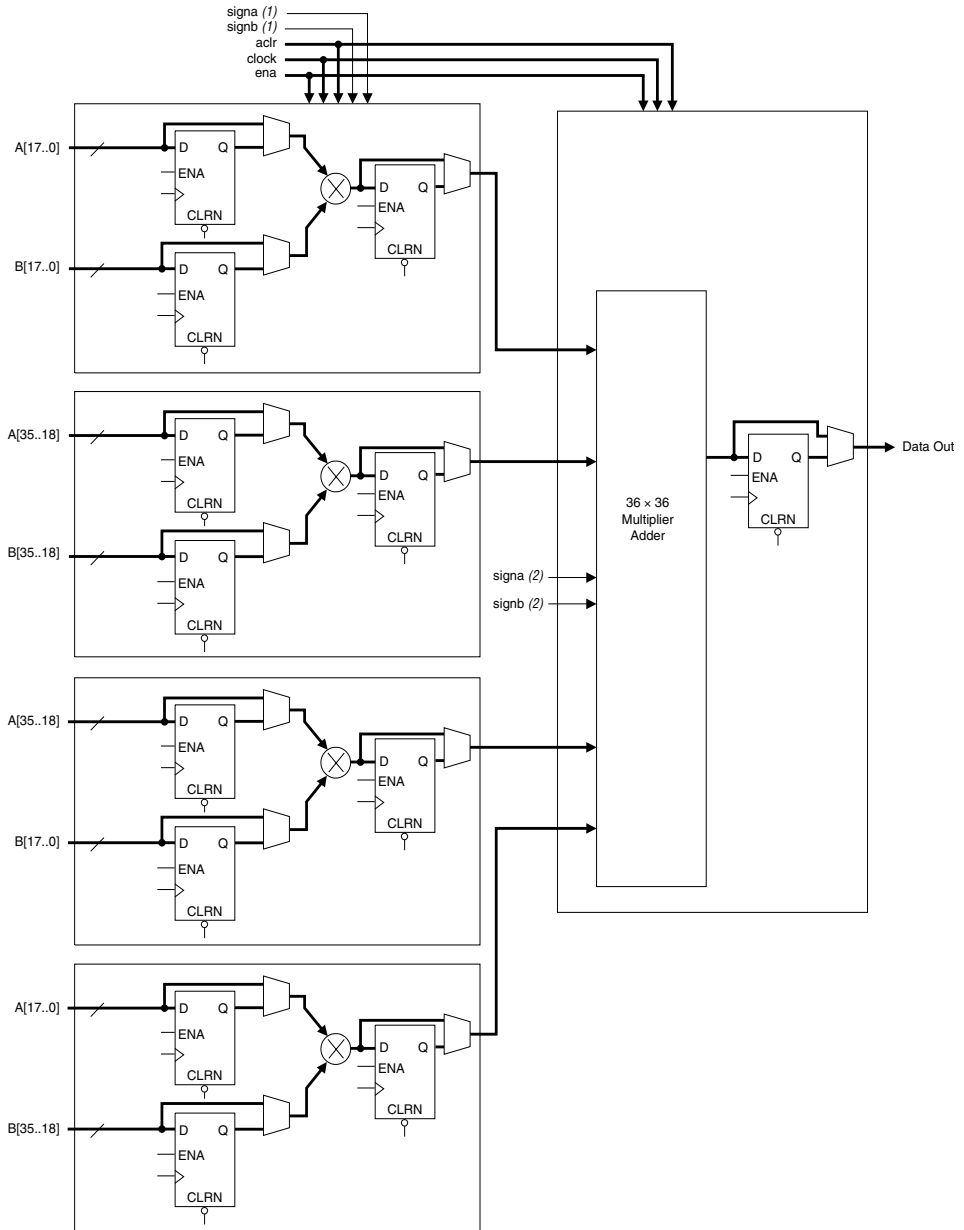 signa (1)
signb (1)
aclr
clock
ena
A[17..0]
D Q
ENA
CLRN
B[17..0]
D Q
ENA
CLRN
D Q
ENA
CLRN
A[35..18]
D Q
ENA
CLRN
B[35..18]
D Q
ENA
CLRN
D Q
ENA
CLRN
36 × 36
Multiplier
Adder
signa (2)
signb (2)
D Q
ENA
CLRN
Data Out
A[35..18]
D Q
ENA
CLRN
B[17..0]
D Q
ENA
CLRN
D Q
ENA
CLRN
A[17..0]
D Q
ENA
CLRN
B[35..18]
D Q
ENA
CLRN
D Q
ENA
CLRN